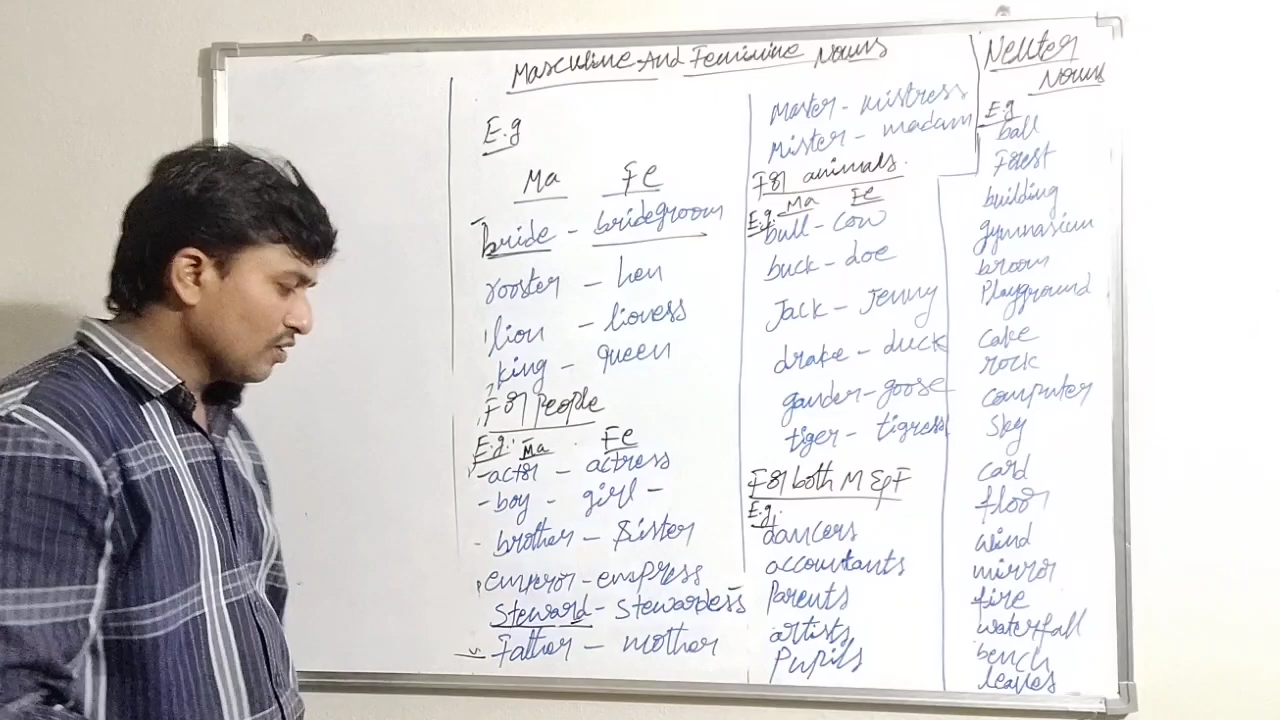 Masculine And Feminine Nouns
E.g
Ma Fe
bride - bridegroom
rooster - hen
lion - lioness
king - queen
For People
E.g: Ma Fe
actor - actress
boy - girl -
brother - Sister
emperor - empress
Steward - Stewardess
Father - mother
Master - mistress
Mister - madam
For animals.
E.g: Ma Fe
bull - cow
buck - doe
Jack - Jenny
drake - duck
gander - goose
tiger - tigress
For both M & F
E.g:
dancers
accountants
Parents
artists
Pupils
Neuter
Nouns
E.g
ball
Forest
building
gymnasium
broom
Playground
cake
rock
computer
Sky
card
floor
wind
mirror
fire
waterfall
bench
leaves